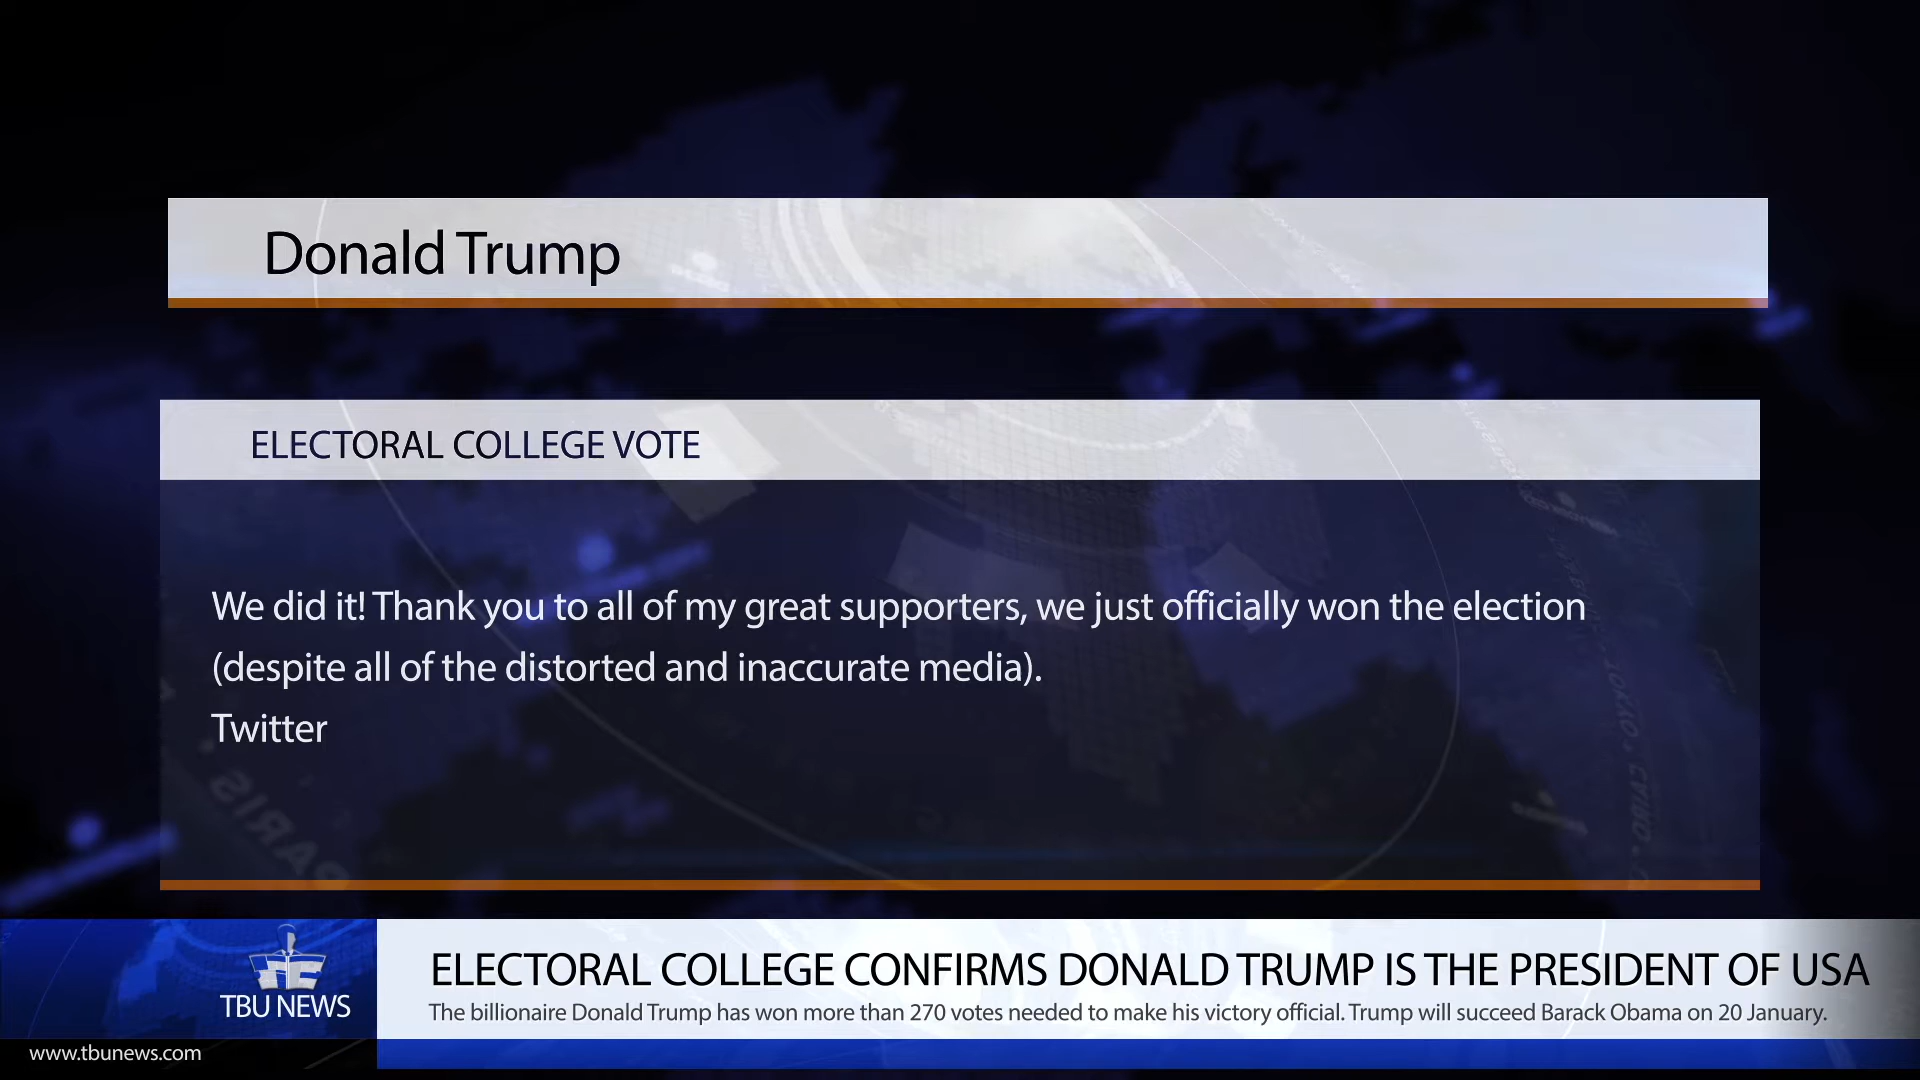 Donald Trump
ELECTORAL COLLEGE VOTE
We did it! Thank you to all of my great supporters, we just officially won the election
(despite all of the distorted and inaccurate media).
Twitter
PARIS
TOKYO • CAIRO •
ELECTORAL COLLEGE CONFIRMS DONALD TRUMP IS THE PRESIDENT OF USA
The billionaire Donald Trump has won more than 270 votes needed to make his victory official. Trump will succeed Barack Obama on 20 January.
TBU NEWS
www.tbunews.com